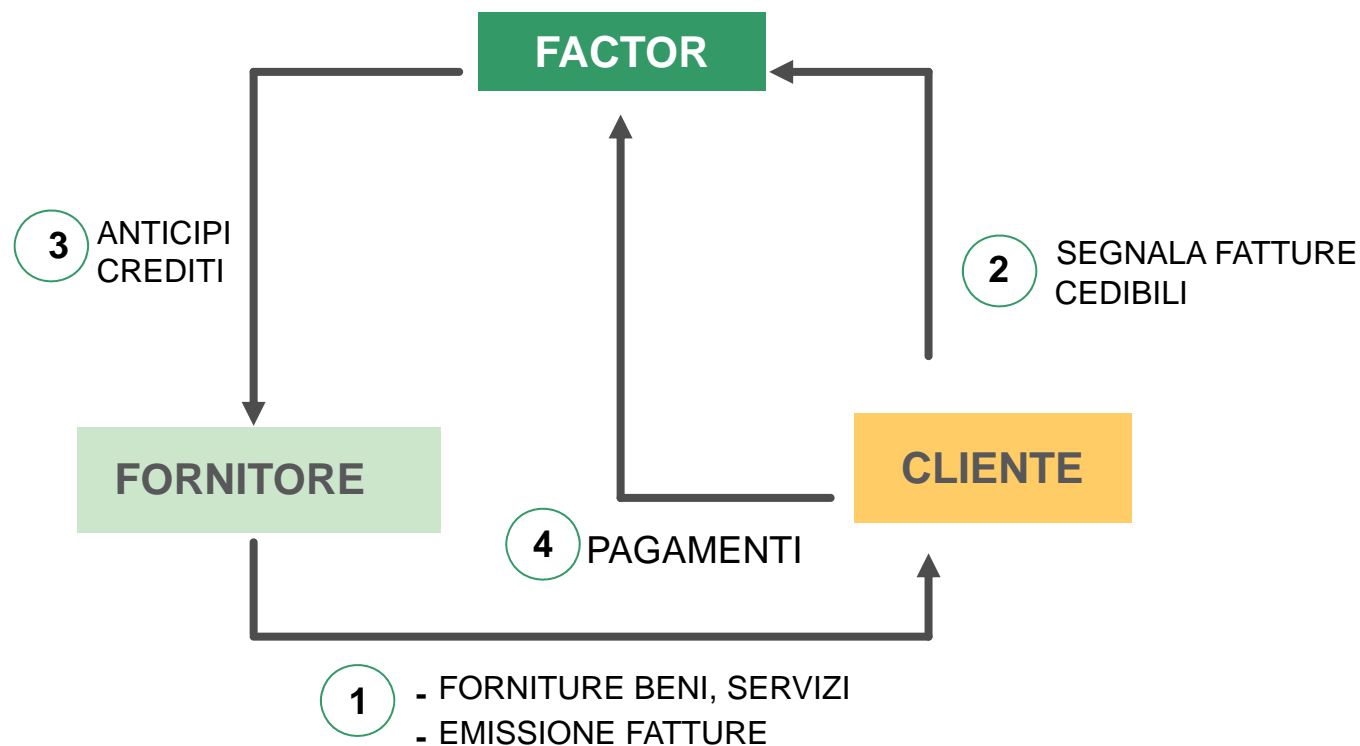 FACTOR
3
ANTICIPI
CREDITI
2
SEGNALA FATTURE
CEDIBILI
FORNITORE
CLIENTE
4
PAGAMENTI
1
- FORNITURE BENI, SERVIZI
- EMISSIONE FATTURE